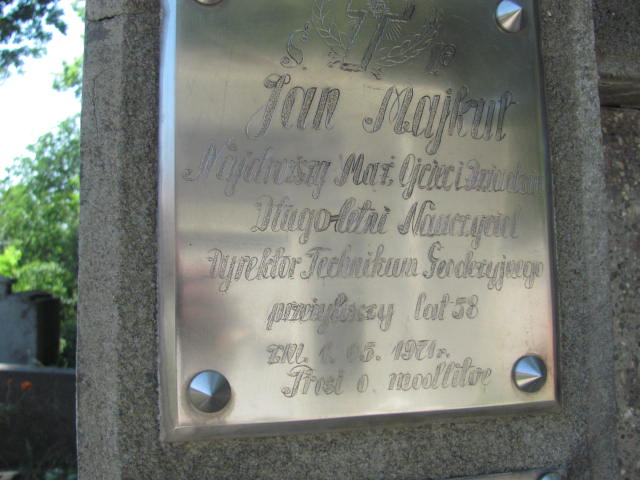 Ś. P.
Jan Majkut
Najdroższy Mąż, Ojciec i Dziadzio
Długo-letni Nauczyciel
Dyrektor Technikum Geodezyjnego
przeżywszy lat 58
zm. 1. 05. 1971 r.
Prosi o modlitwę